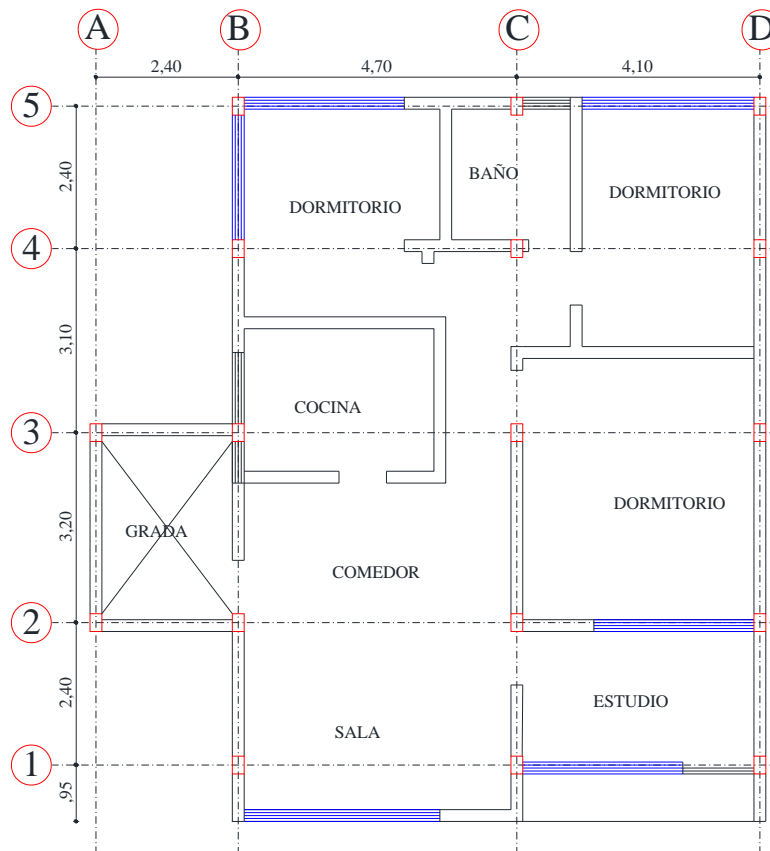 A B C D
2,40 4,70 4,10
5
2,40
BAÑO
DORMITORIO
DORMITORIO
4
3,10
COCINA
3
DORMITORIO
3,20
GRADA
COMEDOR
2
2,40
ESTUDIO
SALA
1
,95